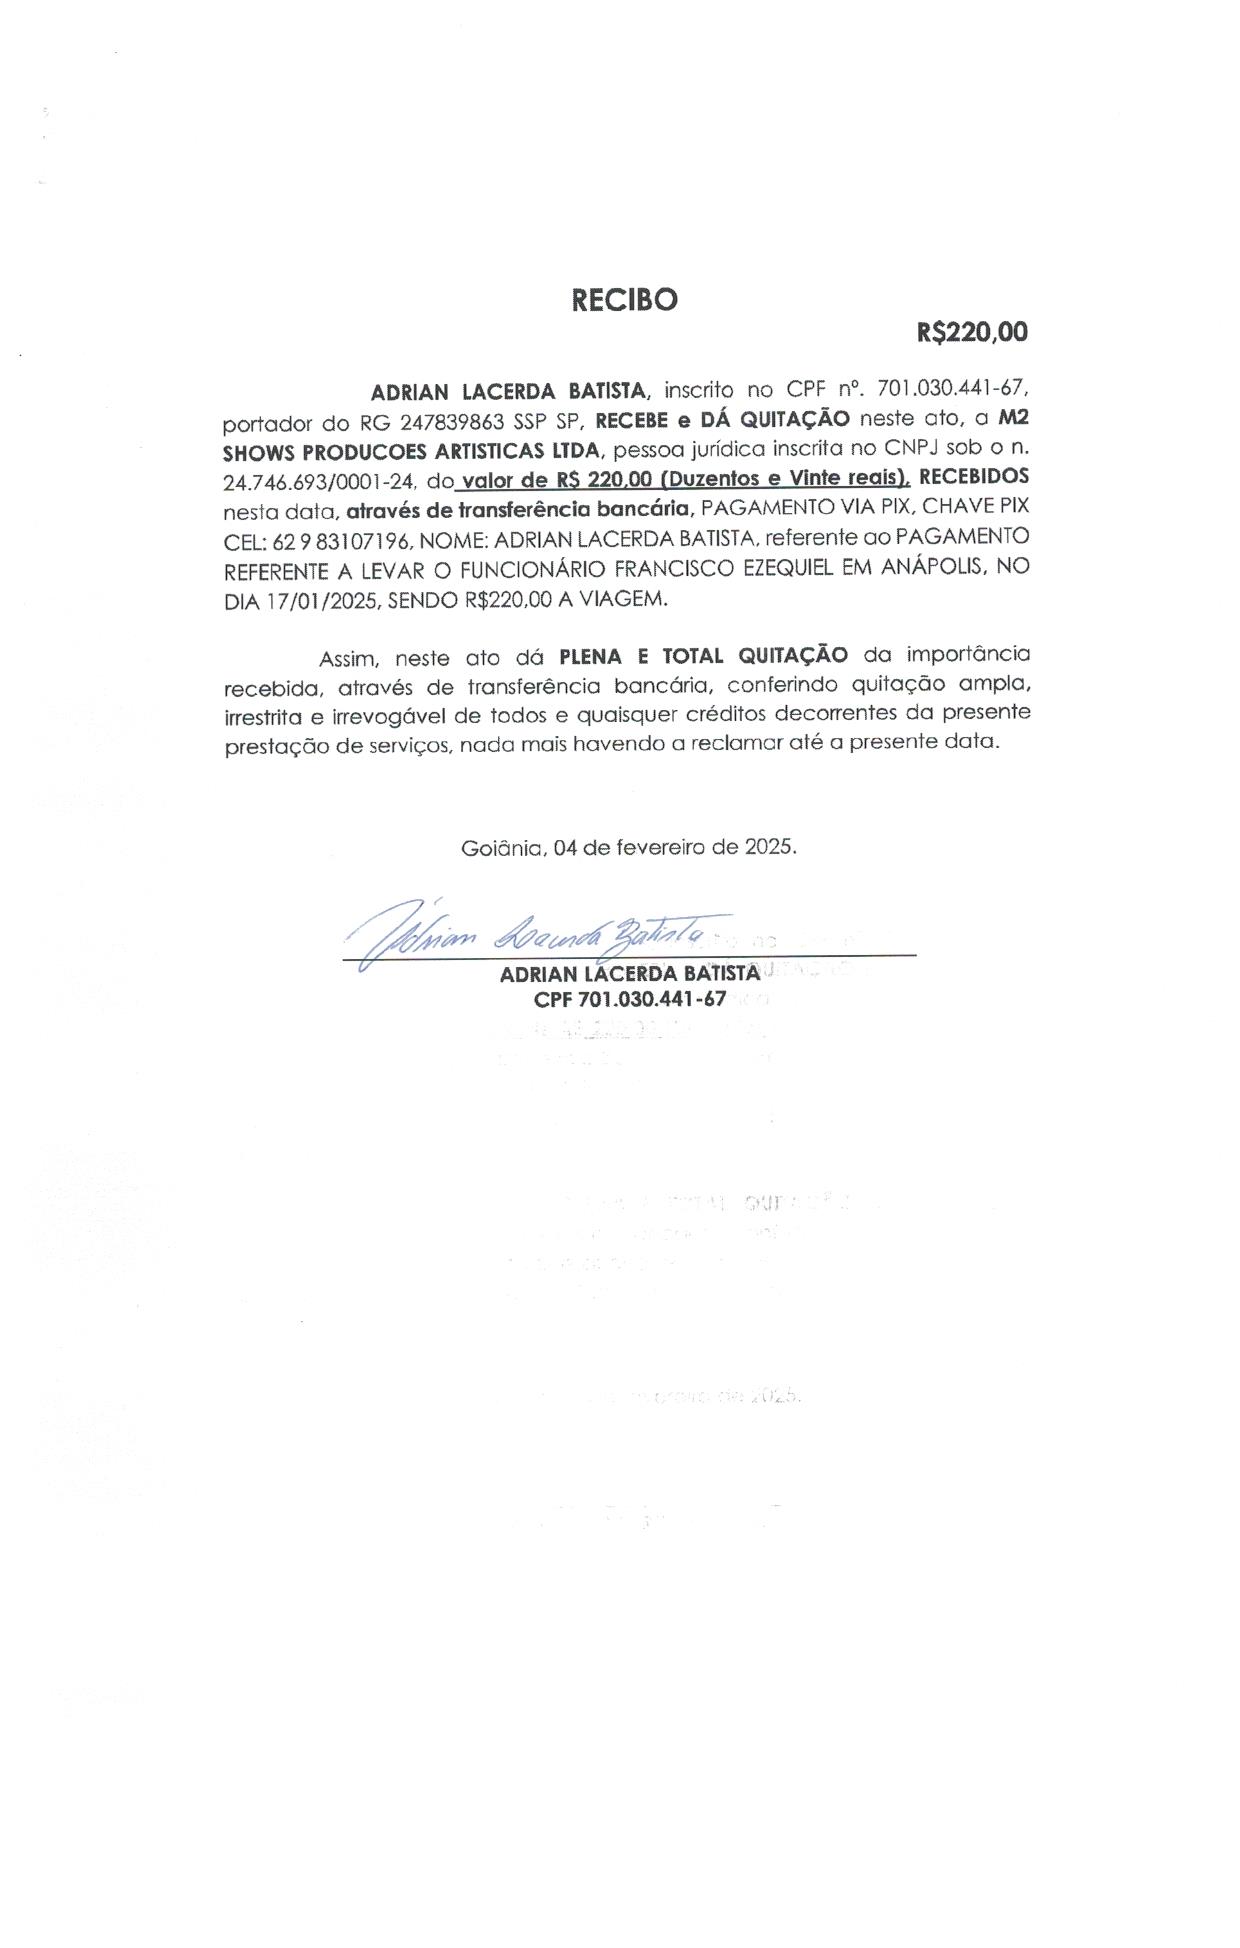 RECIBO
R$220,00
ADRIAN LACERDA BATISTA, inscrito no CPF nº. 701.030.441-67,
portador do RG 247839863 SSP SP, RECEBE e DÁ QUITAÇÃO neste ato, a M2
SHOWS PRODUCOES ARTISTICAS LTDA, pessoa jurídica inscrita no CNPJ sob o n.
24.746.693/0001-24, do valor de R$ 220,00 (Duzentos e Vinte reais), RECEBIDOS
nesta data, através de transferência bancária, PAGAMENTO VIA PIX, CHAVE PIX
CEL: 62 9 83107196, NOME: ADRIAN LACERDA BATISTA, referente ao PAGAMENTO
REFERENTE A LEVAR O FUNCIONÁRIO FRANCISCO EZEQUIEL EM ANÁPOLIS, NO
DIA 17/01/2025, SENDO R$220,00 A VIAGEM.
Assim, neste ato dá PLENA E TOTAL QUITAÇÃO da importância
recebida, através de transferência bancária, conferindo quitação ampla,
irrestrita e irrevogável de todos e quaisquer créditos decorrentes da presente
prestação de serviços, nada mais havendo a reclamar até a presente data.
Goiânia, 04 de fevereiro de 2025.
Adrian Lacerda Batista
ADRIAN LACERDA BATISTA
CPF 701.030.441-67
de 2025.